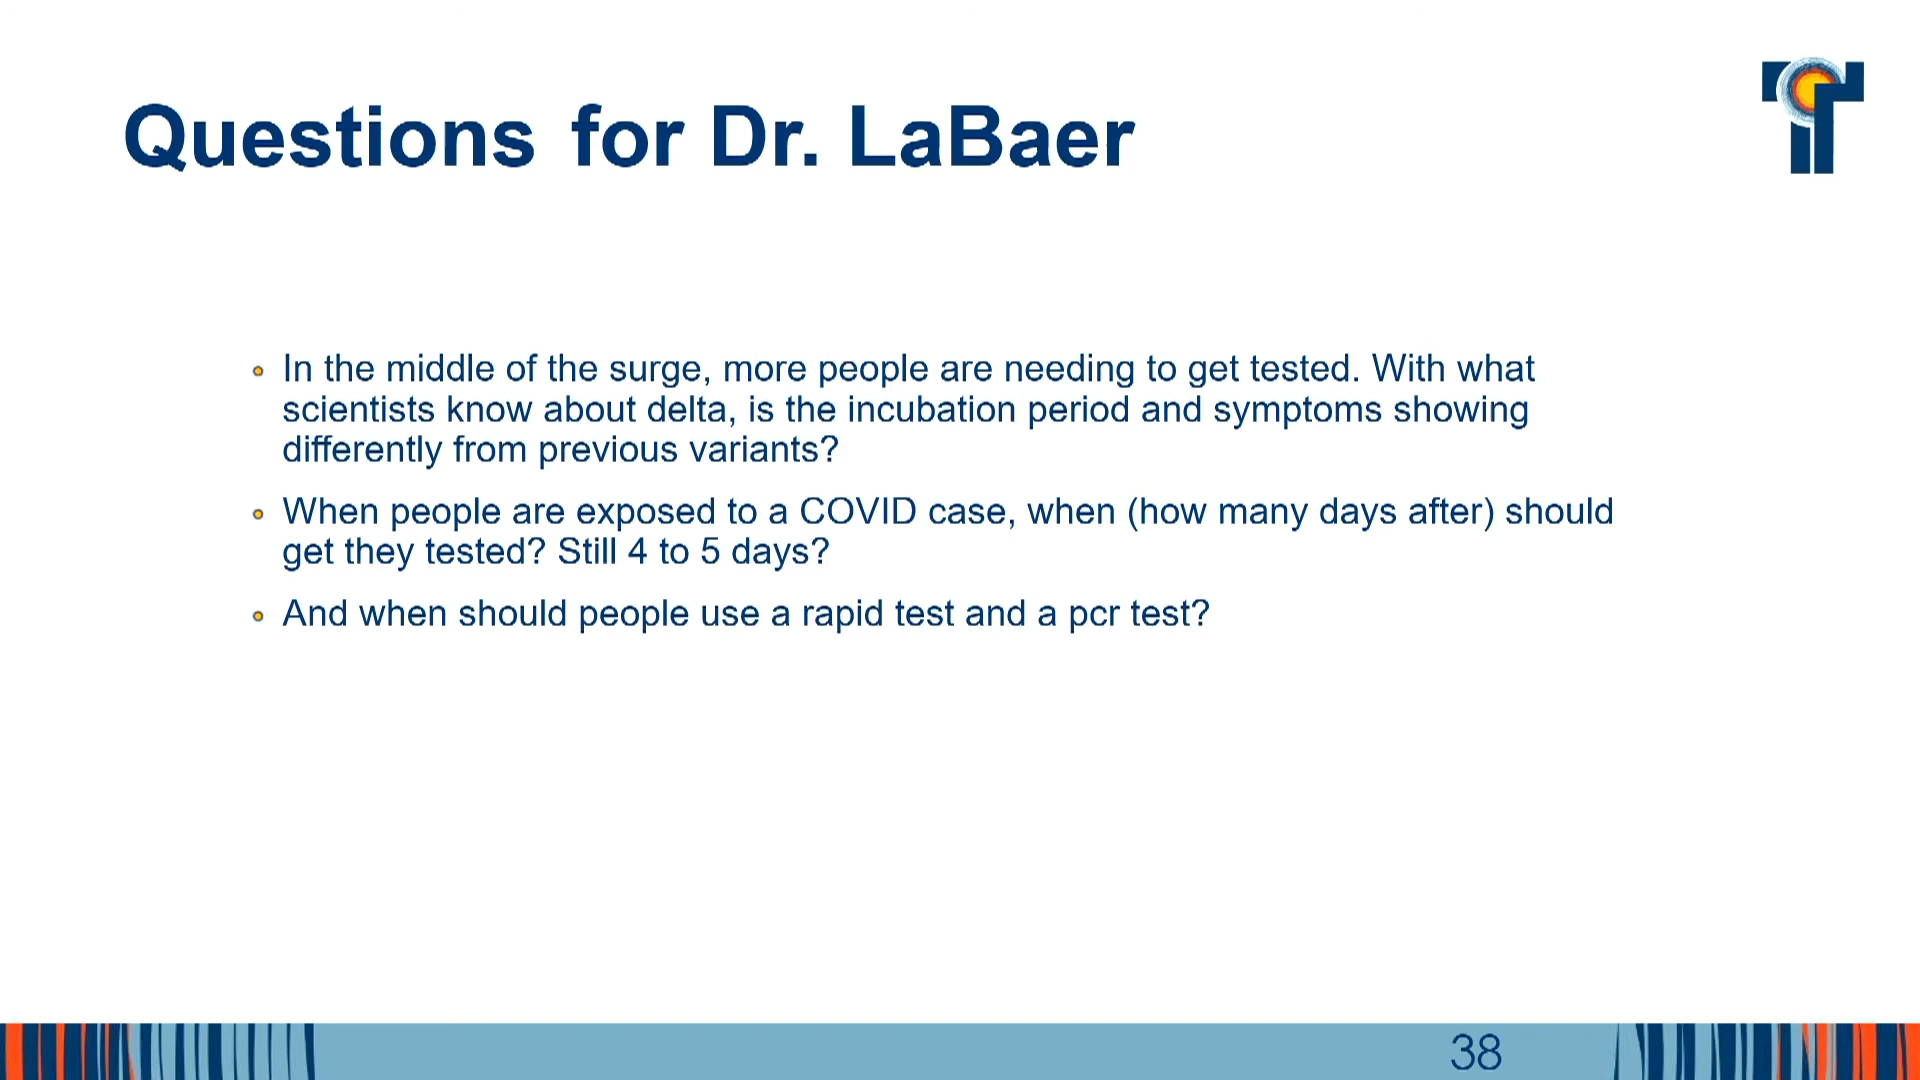 Questions for Dr. LaBaer
• In the middle of the surge, more people are needing to get tested. With what
scientists know about delta, is the incubation period and symptoms showing
differently from previous variants?
• When people are exposed to a COVID case, when (how many days after) should
get they tested? Still 4 to 5 days?
• And when should people use a rapid test and a pcr test?
38